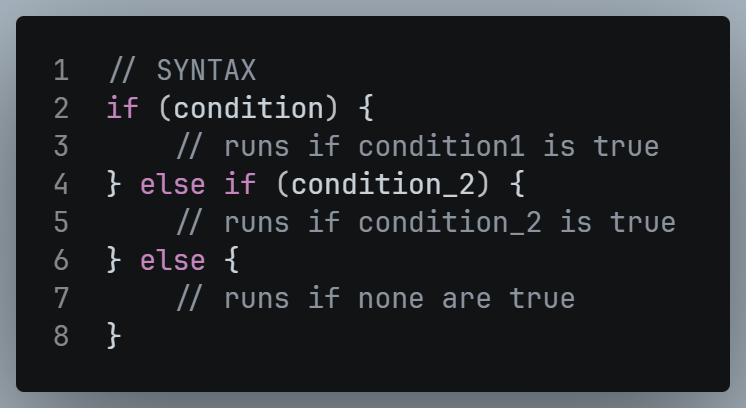 1 // SYNTAX
2 if (condition) {
3     // runs if condition1 is true
4 } else if (condition_2) {
5     // runs if condition_2 is true
6 } else {
7     // runs if none are true
8 }